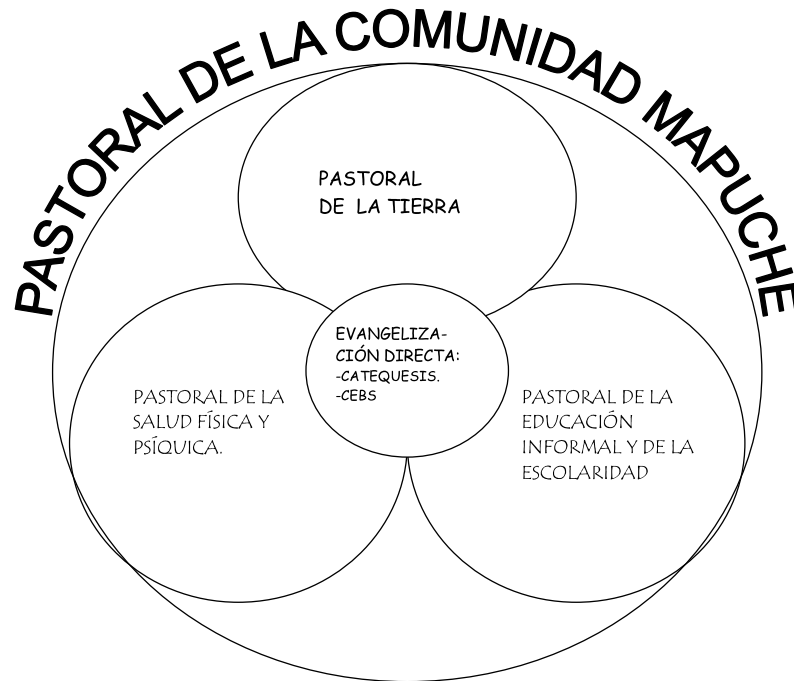 PASTORAL DE LA COMUNIDAD MAPUCHE
PASTORAL
DE LA TIERRA
EVANGELIZA-
CIÓN DIRECTA:
-CATEQUESIS.
-CEBS
PASTORAL DE LA
SALUD FÍSICA Y
PSÍQUICA.
PASTORAL DE LA
EDUCACIÓN
INFORMAL Y DE LA
ESCOLARIDAD